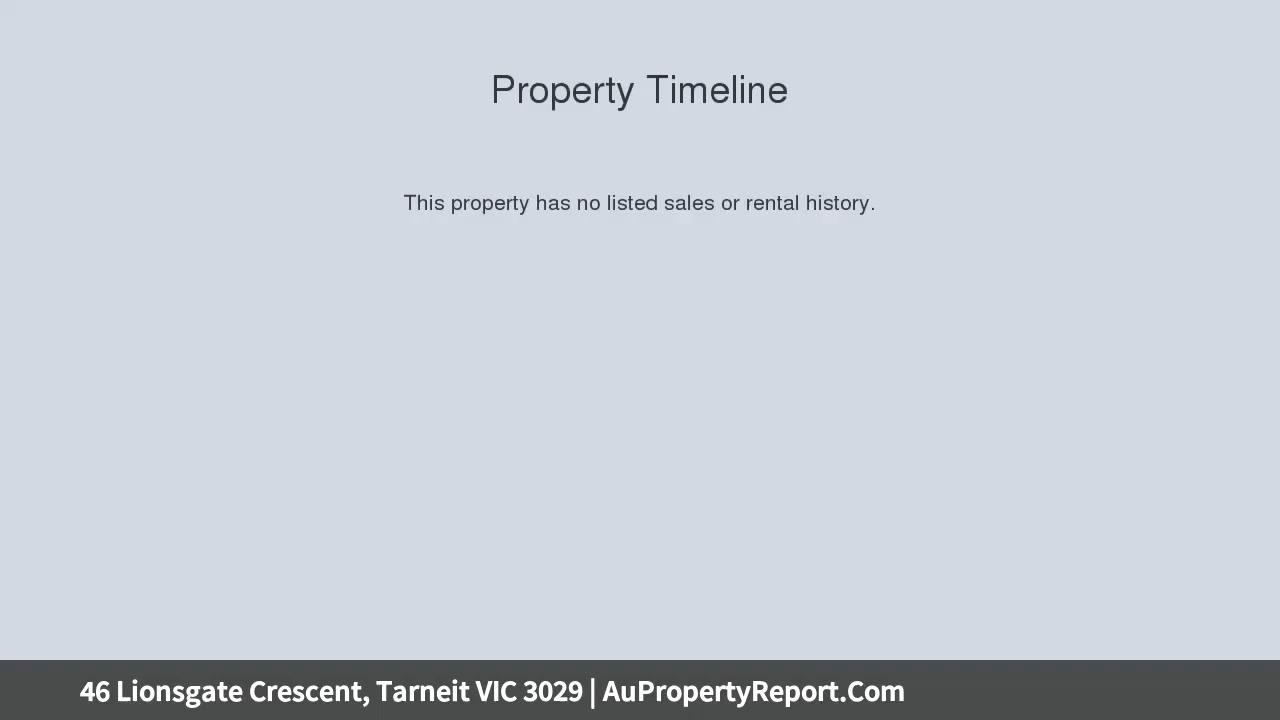 Property Timeline
This property has no listed sales or rental history.
46 Lionsgate Crescent, Tarneit VIC 3029 | AuPropertyReport.Com